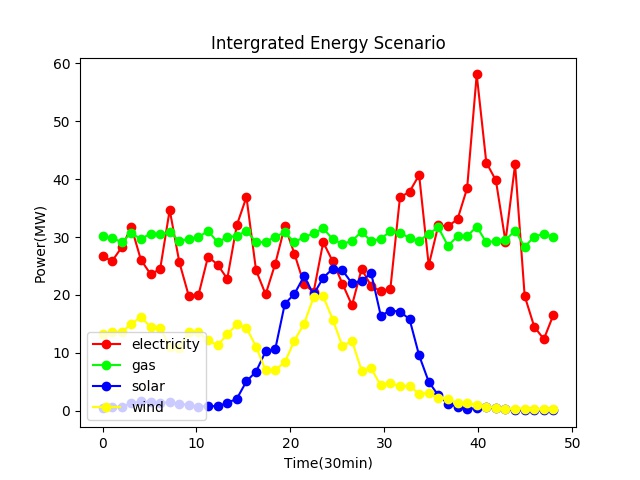 Intergrated Energy Scenario
Power(MW)
60
50
40
30
20
10
0
electricity
gas
solar
wind
0 10 20 30 40 50
Time(30min)